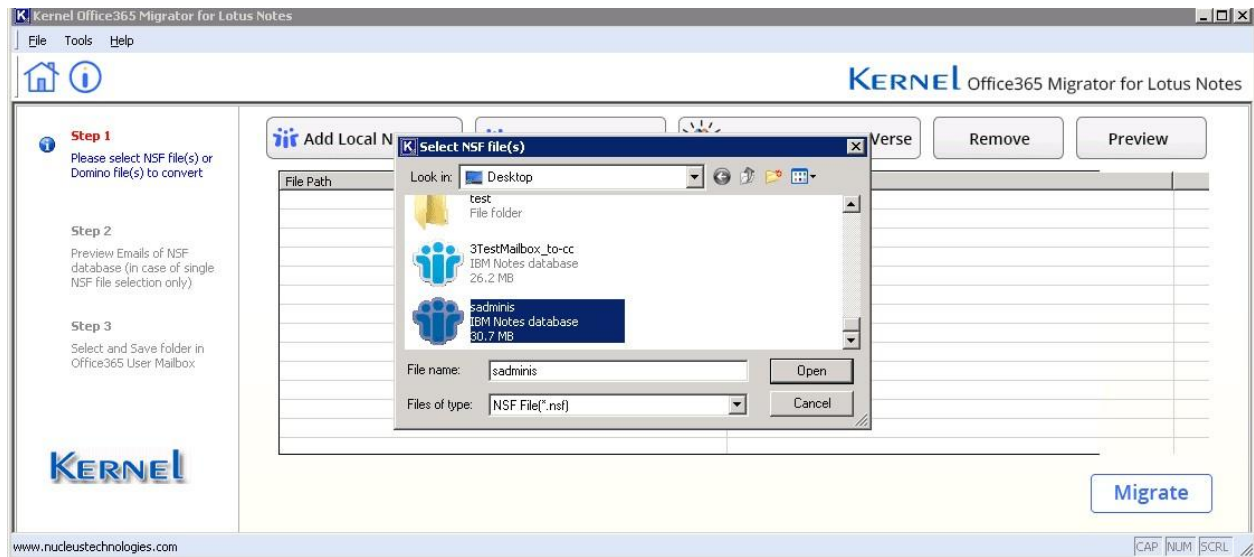 Kernel Office365 Migrator for Lotus Notes
File Tools Help
KERNEL Office365 Migrator for Lotus Notes
Step 1
Please select NSF file(s) or
Domino file(s) to convert
Step 2
Preview Emails of NSF
database (in case of single
NSF file selection only)
Step 3
Select and Save folder in
Office365 User Mailbox
KERNEL
Add Local N
Verse
Remove
Preview
File Path
Select NSF file(s)
Look in: Desktop
test
File folder
3TestMailbox_to-cc
IBM Notes database
26.2 MB
sadminis
IBM Notes database
30.7 MB
File name: sadminis
Open
Files of type: NSF File(*.nsf)
Cancel
Migrate
www.nucleustechnologies.com
CAP NUM SCRL